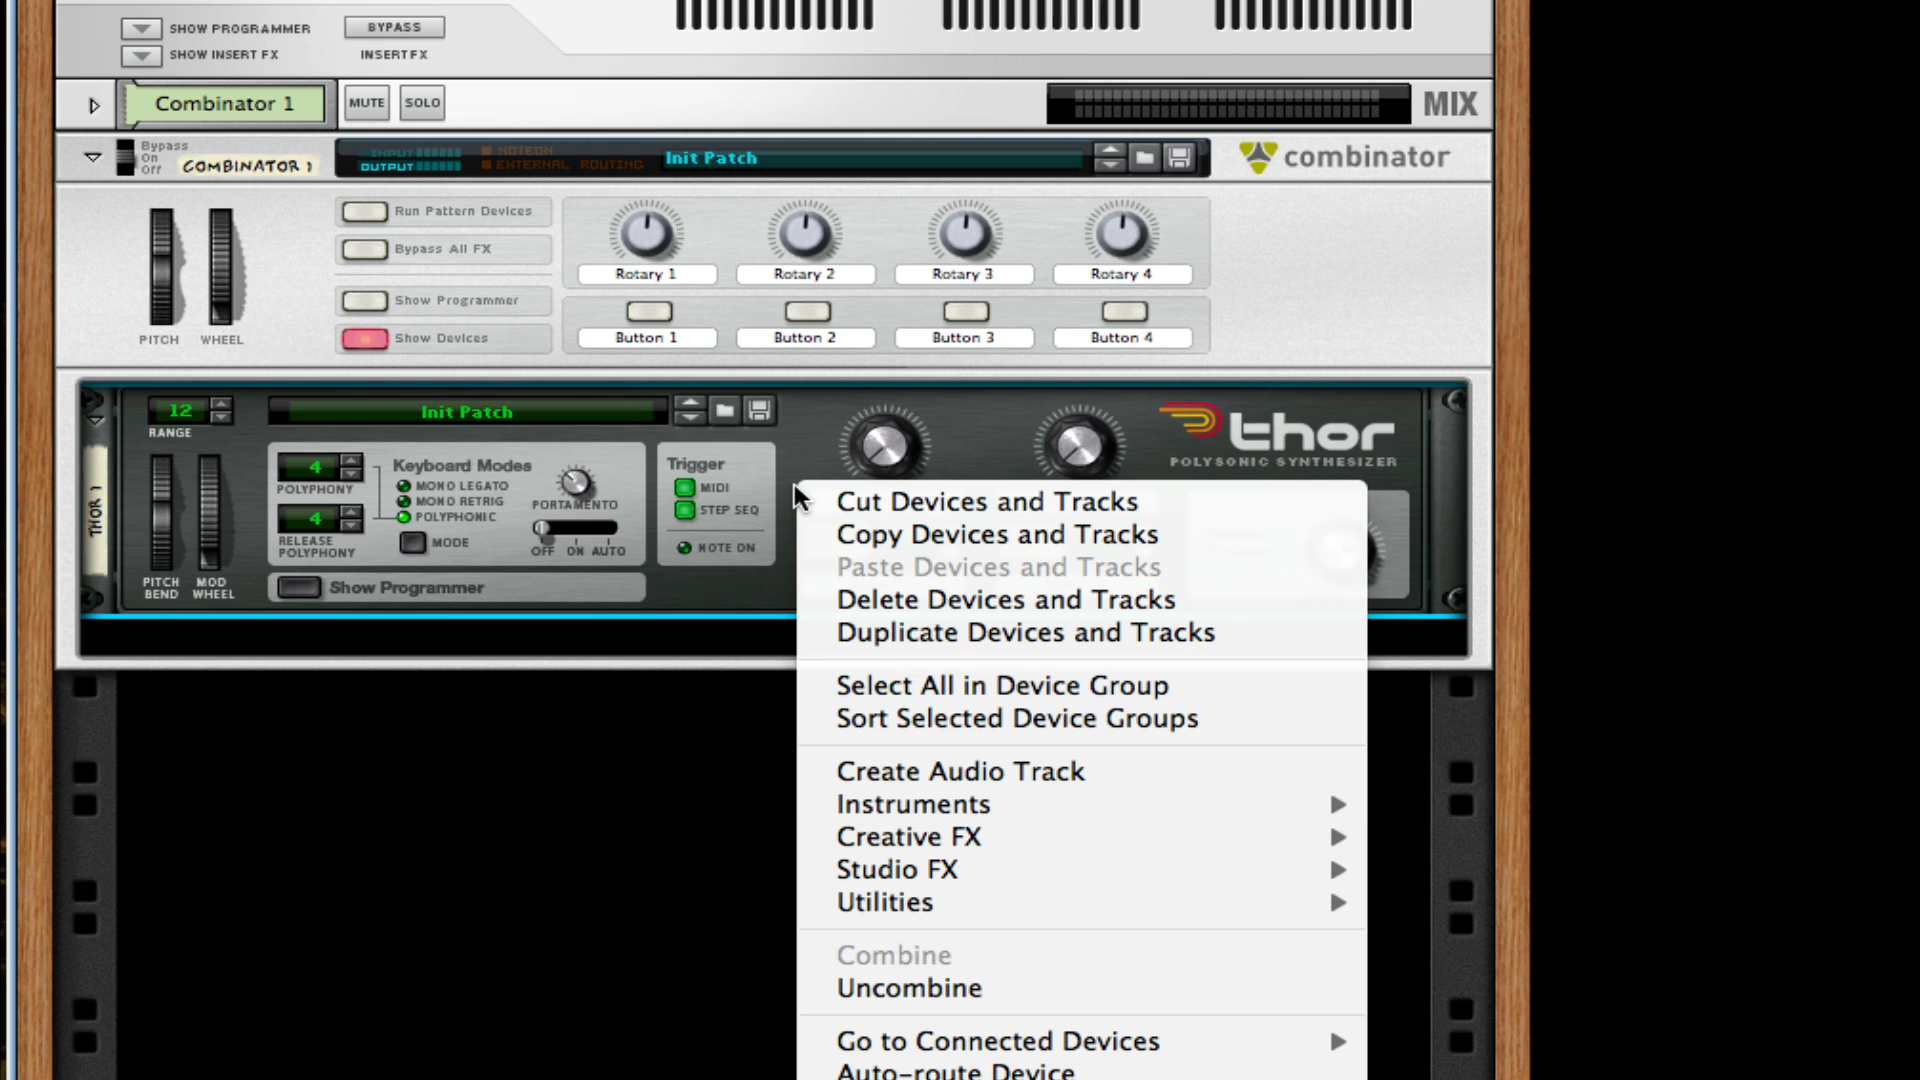 SHOW PROGRAMMER
BYPASS
SHOW INSERT FX
INSERT FX
Combinator 1
MUTE
SOLO
MIX
Bypass
On
Off
COMBINATOR 1
INPUT
OUTPUT
NOTEON
EXTERNAL ROUTING
Init Patch
combinator
Run Pattern Devices
Bypass All FX
Show Programmer
Show Devices
PITCH
WHEEL
Rotary 1
Rotary 2
Rotary 3
Rotary 4
Button 1
Button 2
Button 3
Button 4
THOR 1
12
RANGE
Init Patch
thor
POLYSONIC SYNTHESIZER
PITCH BEND
MOD WHEEL
4
POLYPHONY
4
RELEASE
POLYPHONY
Keyboard Modes
MONO LEGATO
MONO RETRIG
POLYPHONIC
MODE
PORTAMENTO
OFF ON AUTO
Trigger
MIDI
STEP SEQ
NOTE ON
Show Programmer
Cut Devices and Tracks
Copy Devices and Tracks
Paste Devices and Tracks
Delete Devices and Tracks
Duplicate Devices and Tracks
Select All in Device Group
Sort Selected Device Groups
Create Audio Track
Instruments
Creative FX
Studio FX
Utilities
Combine
Uncombine
Go to Connected Devices
Auto-route Device